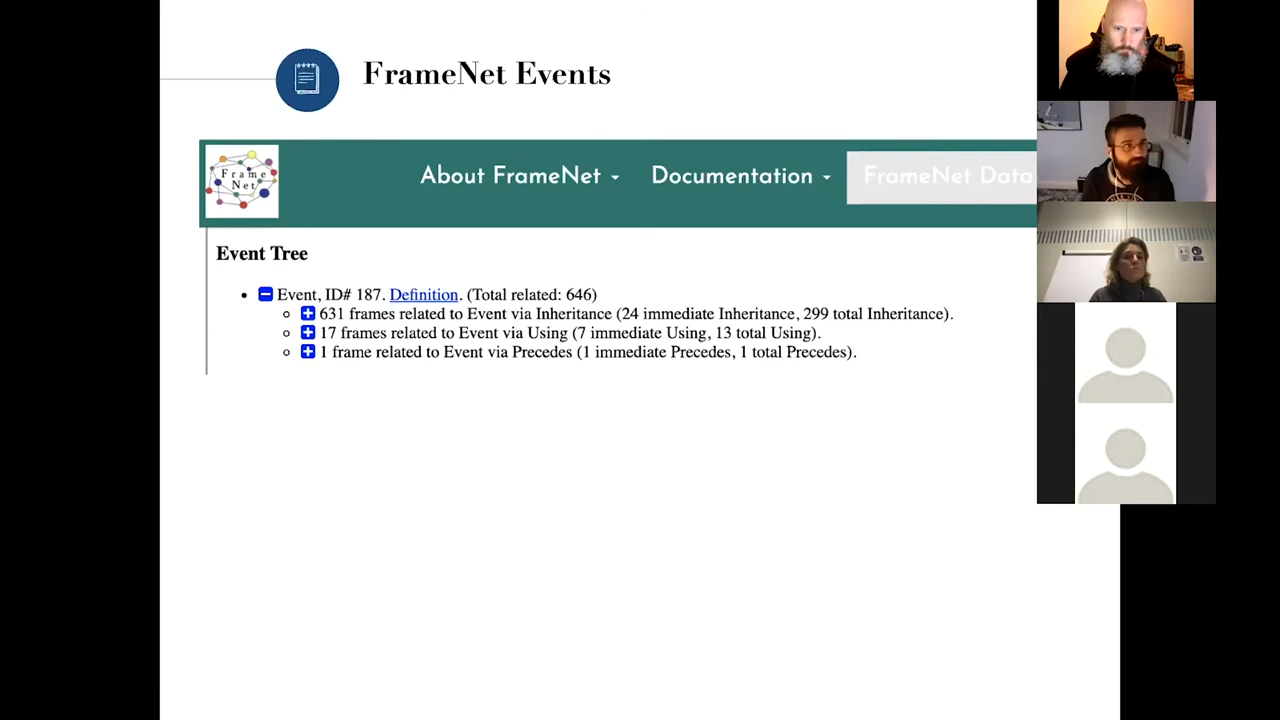 FrameNet Events
Frame
Net
About FrameNet
Documentation
FrameNet Data
Event Tree
Event, ID# 187. Definition. (Total related: 646)
631 frames related to Event via Inheritance (24 immediate Inheritance, 299 total Inheritance).
17 frames related to Event via Using (7 immediate Using, 13 total Using).
1 frame related to Event via Precedes (1 immediate Precedes, 1 total Precedes).